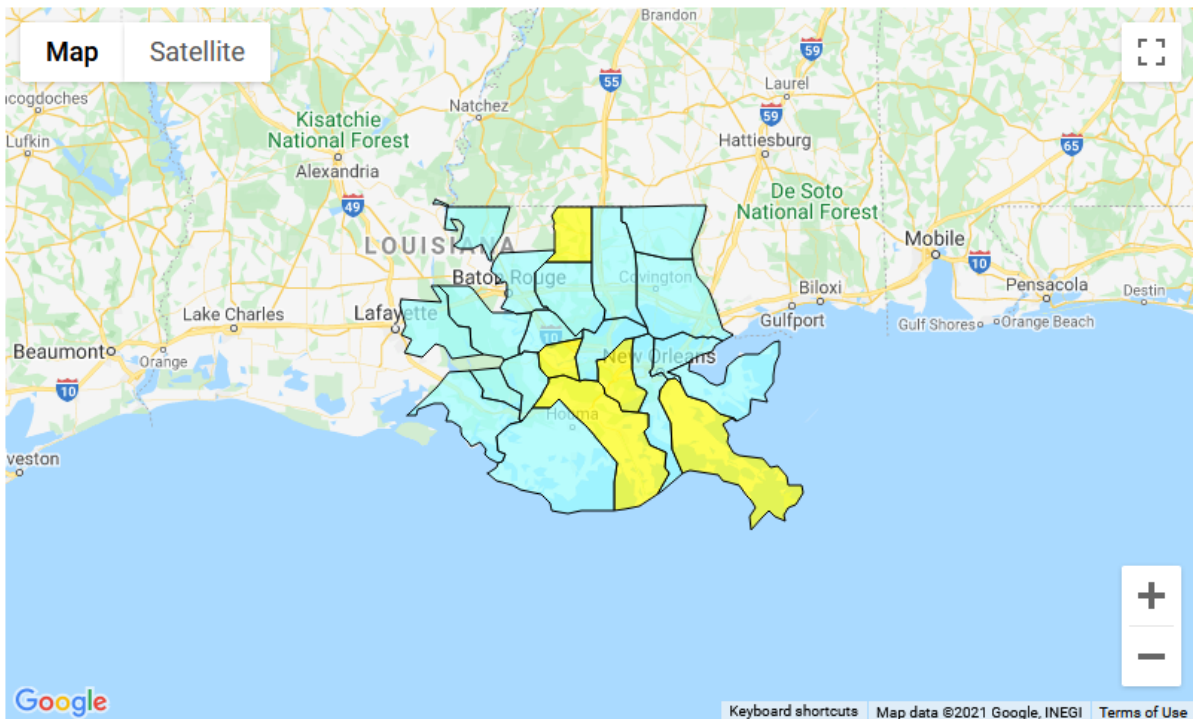 Brandon
Map
Satellite
59
55
Laurel
cogdoches
Natchez
Kisatchie
National Forest
59
Lufkin
Hattiesburg
65
Alexandria
De Soto
National Forest
49
LOUISIANA
Mobile
10
Baton Rouge
Covington
Pensacola
Biloxi
Destin
Lake Charles
Lafayette
Gulfport
Gulf Shores
Orange Beach
10
Beaumont
Orange
New Orleans
10
Houma
veston
+
−
Google
Keyboard shortcuts
Map data ©2021 Google, INEGI
Terms of Use